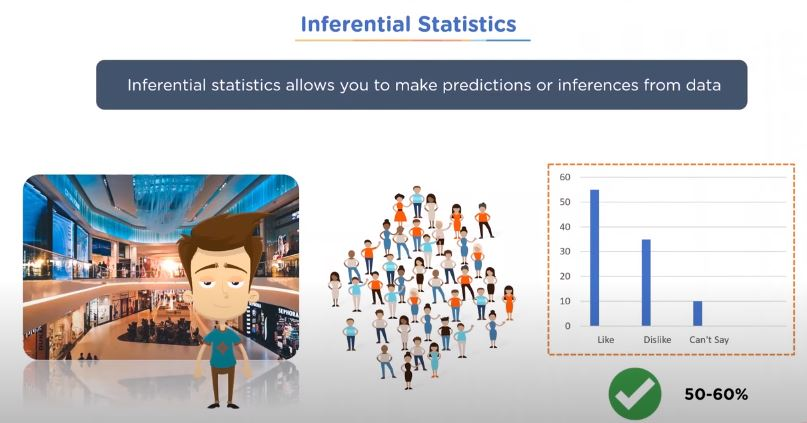 Inferential Statistics
Inferential statistics allows you to make predictions or inferences from data
SEPHORA
60
50
40
30
20
10
0
Like Dislike Can't Say
50-60%